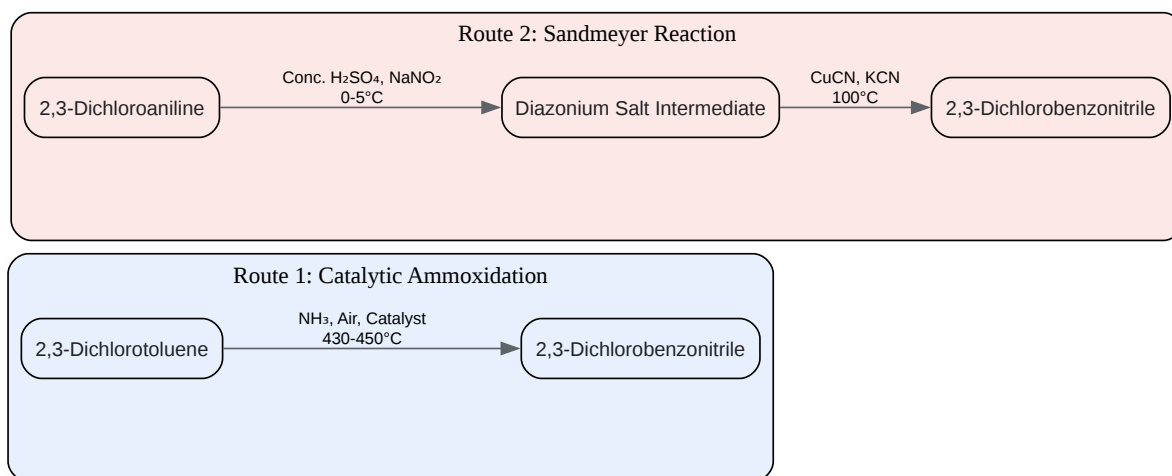 Route 2: Sandmeyer Reaction
2,3-Dichloroaniline
Conc. H₂SO₄, NaNO₂
0-5°C
Diazonium Salt Intermediate
CuCN, KCN
100°C
2,3-Dichlorobenzonitrile
Route 1: Catalytic Ammoxidation
2,3-Dichlorotoluene
NH₃, Air, Catalyst
430-450°C
2,3-Dichlorobenzonitrile